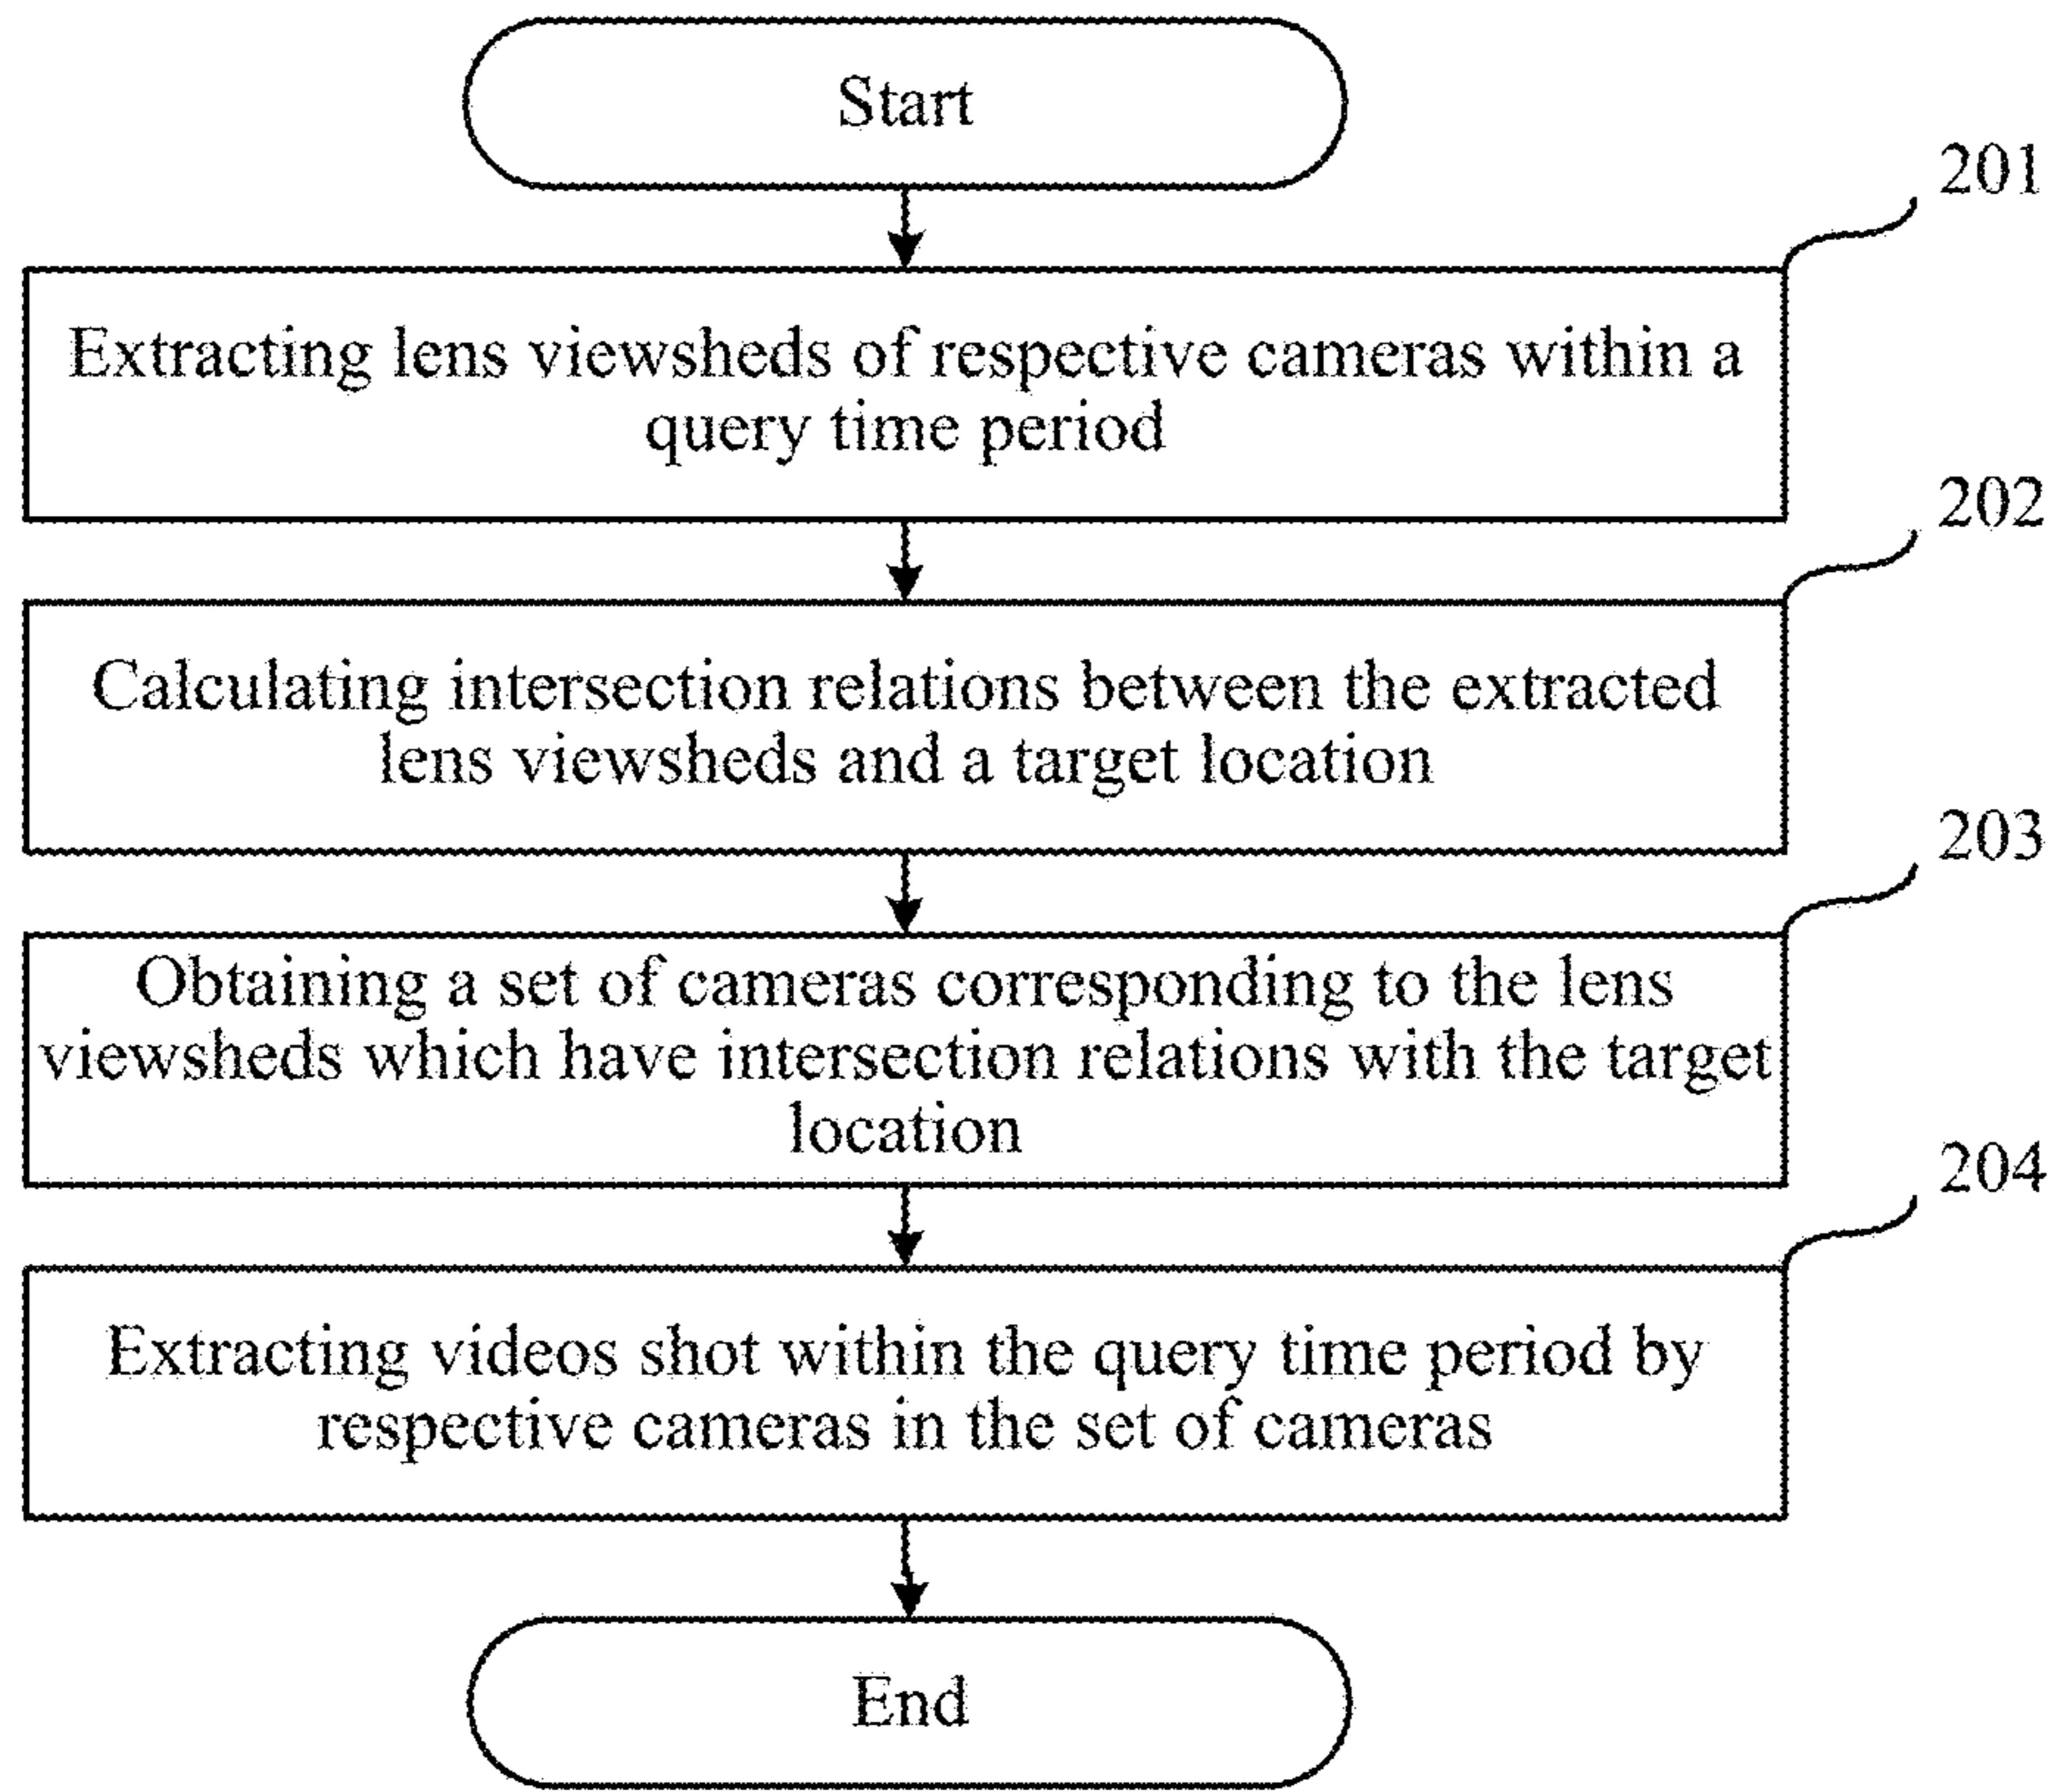 Start
201
Extracting lens viewsheds of respective cameras within a
query time period
202
Calculating intersection relations between the extracted
lens viewsheds and a target location
203
Obtaining a set of cameras corresponding to the lens
viewsheds which have intersection relations with the target
location
204
Extracting videos shot within the query time period by
respective cameras in the set of cameras
End